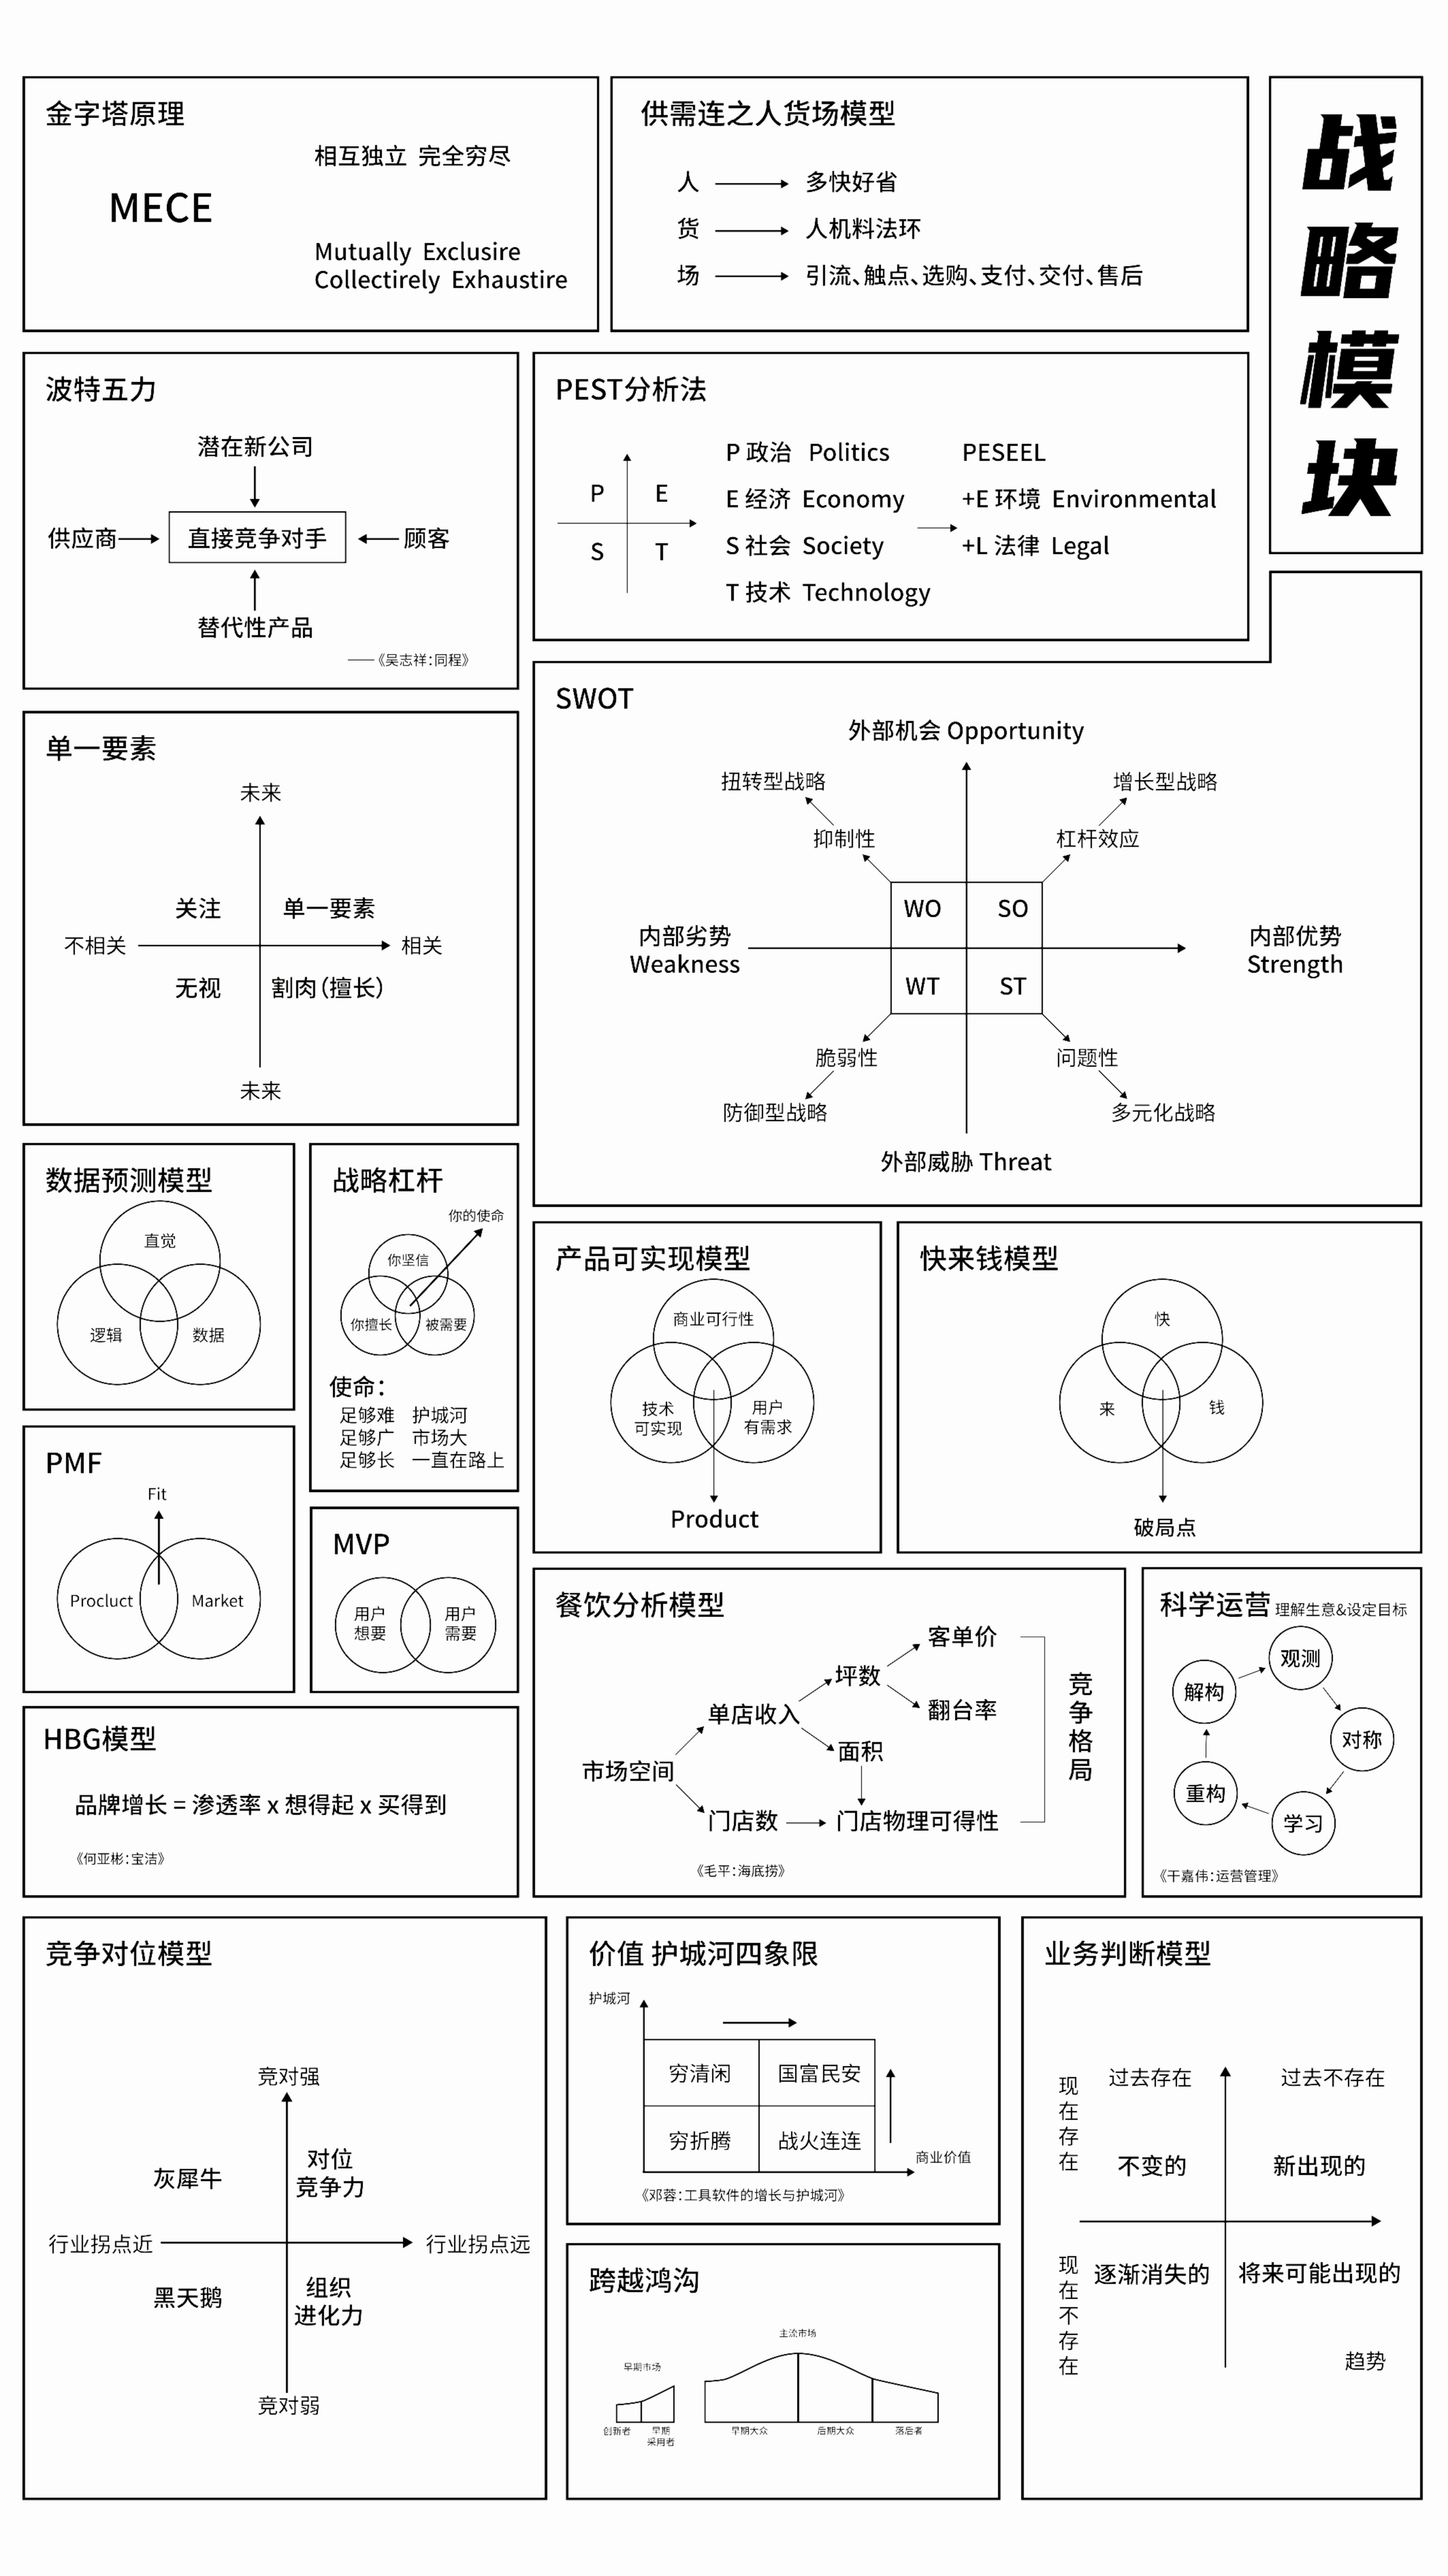 战
略
模
块
金字塔原理
相互独立 完全穷尽
MECE
Mutually Exclusire
Collectirely Exhaustire
供需连之人货场模型
人 多快好省
货 人机料法环
场 引流、触点、选购、支付、交付、售后
波特五力
潜在新公司
供应商 直接竞争对手 顾客
替代性产品
——《吴志祥：同程》
PEST分析法
P E
S T
P 政治 Politics
E 经济 Economy
S 社会 Society
T 技术 Technology
PESEEL
+E 环境 Environmental
+L 法律 Legal
单一要素
未来
关注 单一要素
不相关 相关
无视 割肉（擅长）
未来
SWOT
外部机会 Opportunity
扭转型战略 增长型战略
抑制性 杠杆效应
WO SO
内部劣势
Weakness
内部优势
Strength
WT ST
脆弱性 问题性
防御型战略 多元化战略
外部威胁 Threat
数据预测模型
直觉
逻辑 数据
战略杠杆
你的使命
你坚信
你擅长 被需要
使命：
足够难 护城河
足够广 市场大
足够长 一直在路上
产品可实现模型
商业可行性
技术
可实现
用户
有需求
Product
快来钱模型
快
来 钱
破局点
PMF
Fit
Procluct Market
MVP
用户
想要
用户
需要
HBG模型
品牌增长 = 渗透率 x 想得起 x 买得到
《何亚彬：宝洁》
餐饮分析模型
客单价
坪数
翻台率
单店收入
面积
市场空间
门店数 门店物理可得性
竞
争
格
局
《毛平：海底捞》
科学运营 理解生意&设定目标
观测
解构
对称
重构
学习
《干嘉伟：运营管理》
竞争对位模型
竞对强
灰犀牛
对位
竞争力
行业拐点近 行业拐点远
黑天鹅
组织
进化力
竞对弱
价值 护城河四象限
护城河
穷清闲 国富民安
穷折腾 战火连连
商业价值
《邓蓉：工具软件的增长与护城河》
跨越鸿沟
主流市场
早期市场
创新者
早期
采用者
早期大众 后期大众 落后者
业务判断模型
过去存在 过去不存在
现
在
存
在
不变的 新出现的
现
在
不
存
在
逐渐消失的 将来可能出现的
趋势